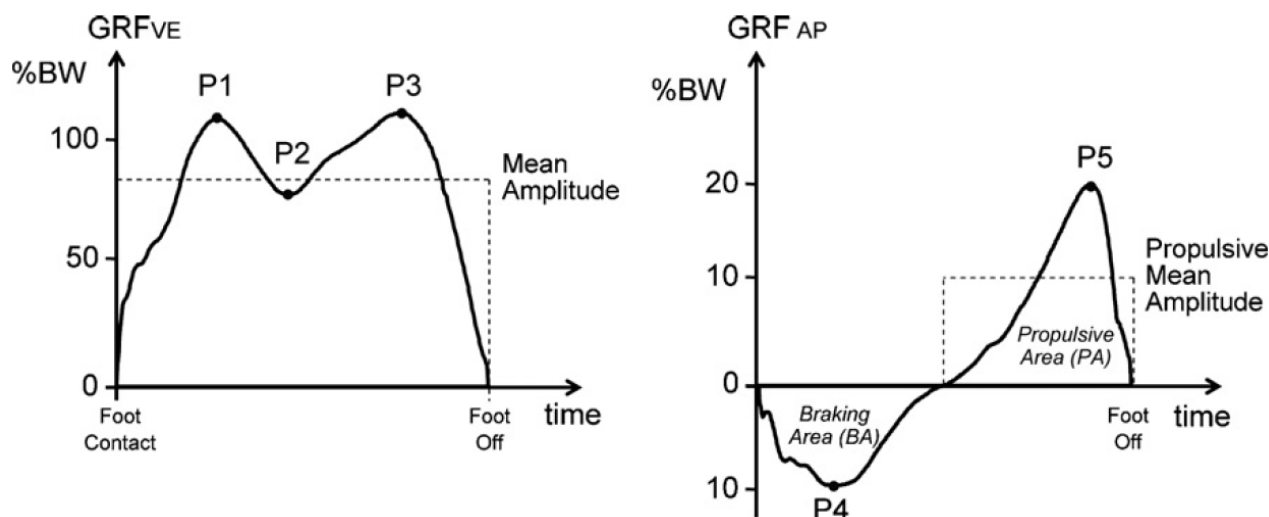 GRFVE
%BW
P1
P3
100
P2
Mean
Amplitude
50
0
Foot
Contact
Foot
Off
time
GRF AP
%BW
P5
20
Propulsive
Mean
Amplitude
10
Propulsive
Area (PA)
0
Braking
Area (BA)
Foot
Off
time
10
P4